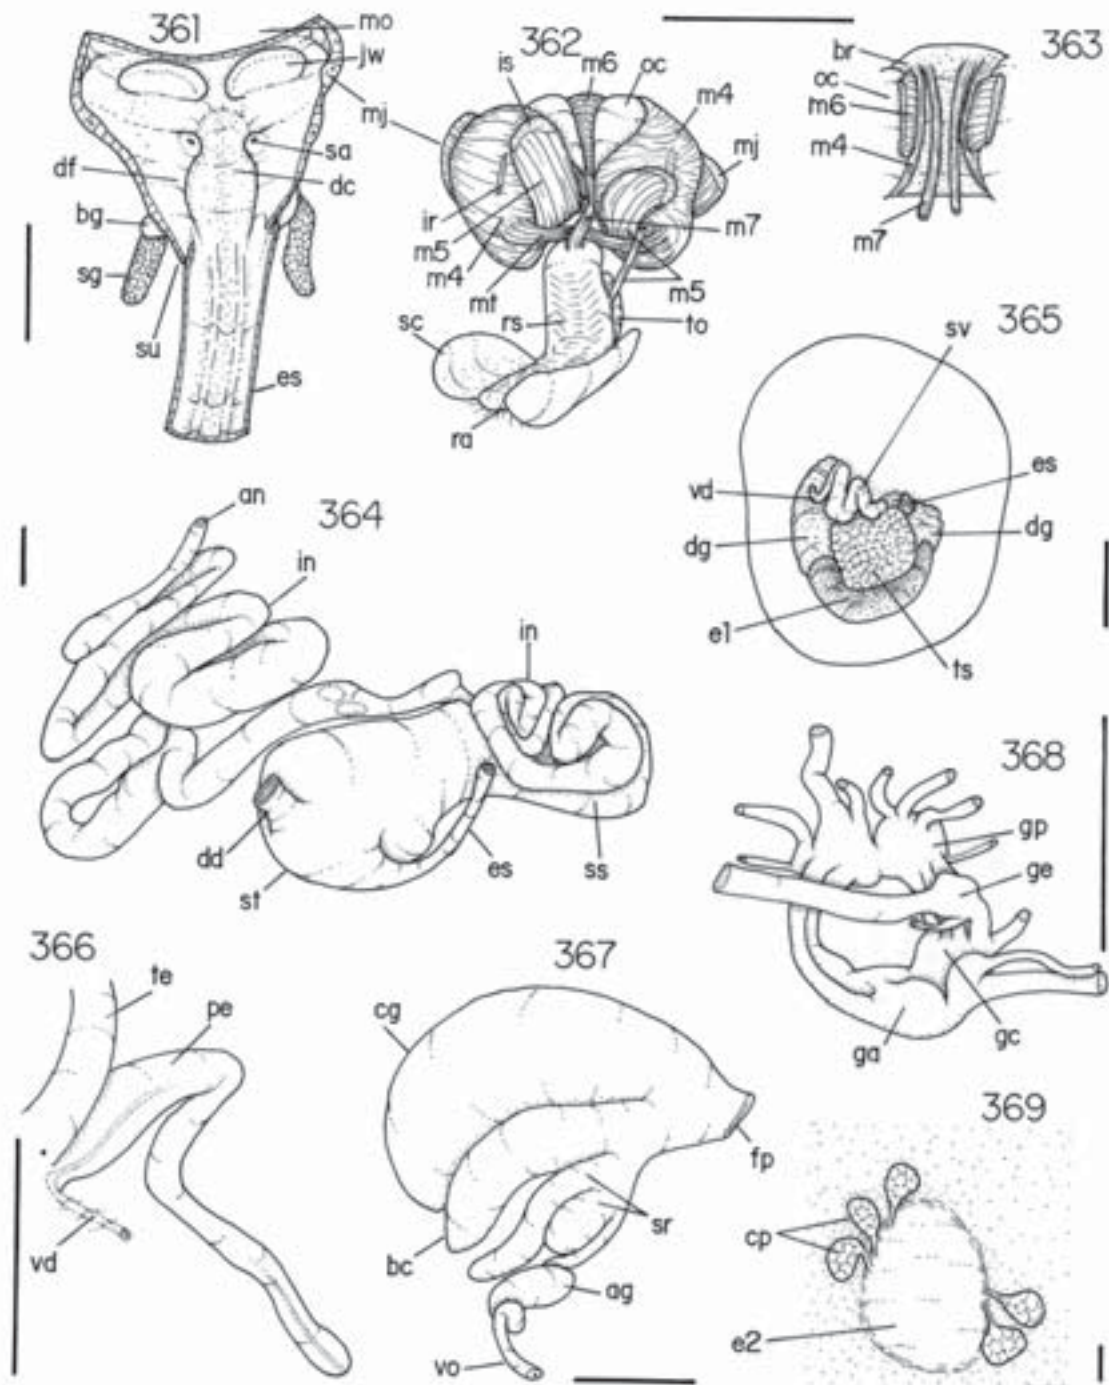 361
mo
jw
mj
sa
df
dc
bg
sg
su
es
362
is
m6
oc
m4
mj
ir
m5
m4
mt
m7
m5
rs
to
sc
ra
363
br
oc
m6
m4
m7
364
an
in
in
dd
st
es
ss
365
sv
vd
es
dg
dg
e1
ts
366
te
pe
vd
367
cg
fp
sr
bc
ag
vo
368
gp
ge
gc
ga
369
cp
e2